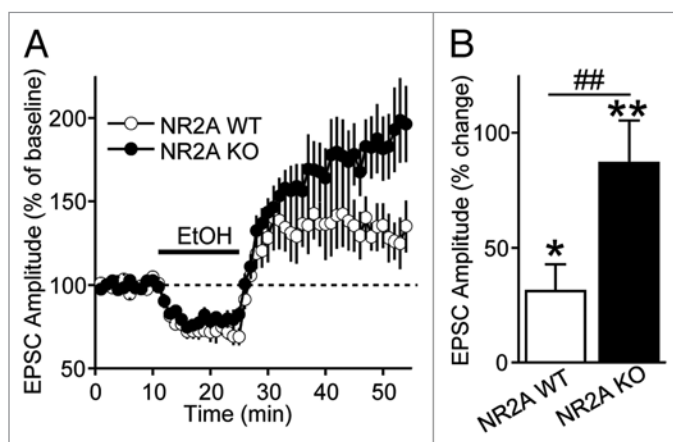 A
EPSC Amplitude (% of baseline)
200
150
100
50
NR2A WT
NR2A KO
EtOH
0 10 20 30 40 50
Time (min)
B
EPSC Amplitude (% change)
100
50
0
##
**
*
NR2A WT
NR2A KO